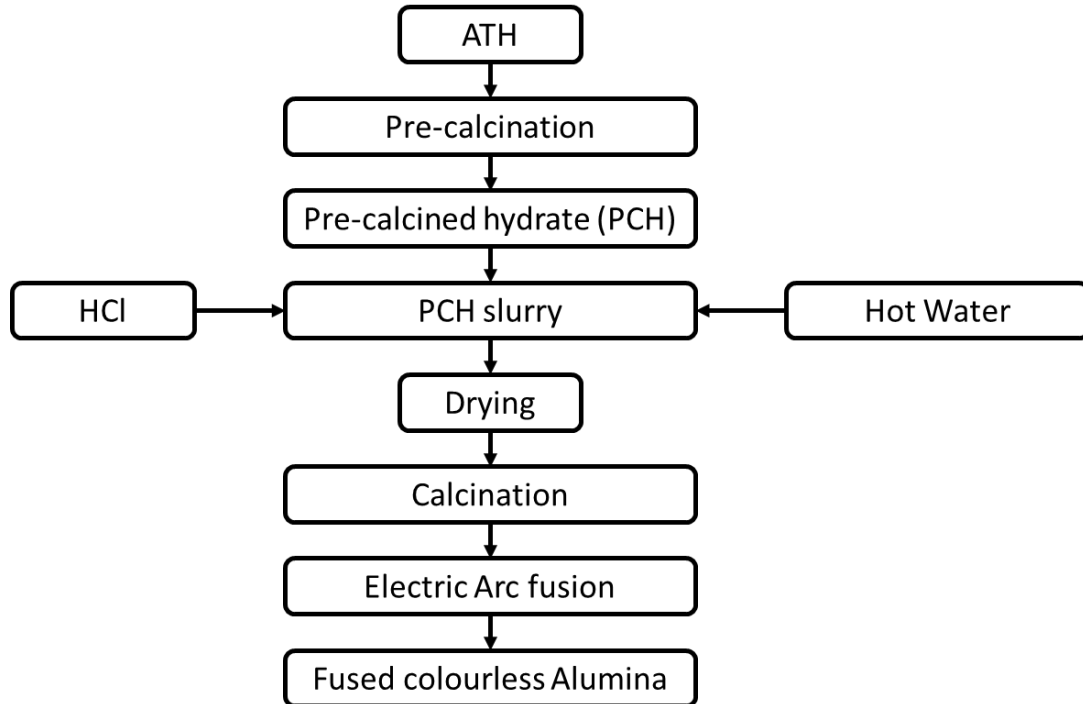 ATH
Pre-calcination
Pre-calcined hydrate (PCH)
HCl
PCH slurry
Hot Water
Drying
Calcination
Electric Arc fusion
Fused colourless Alumina